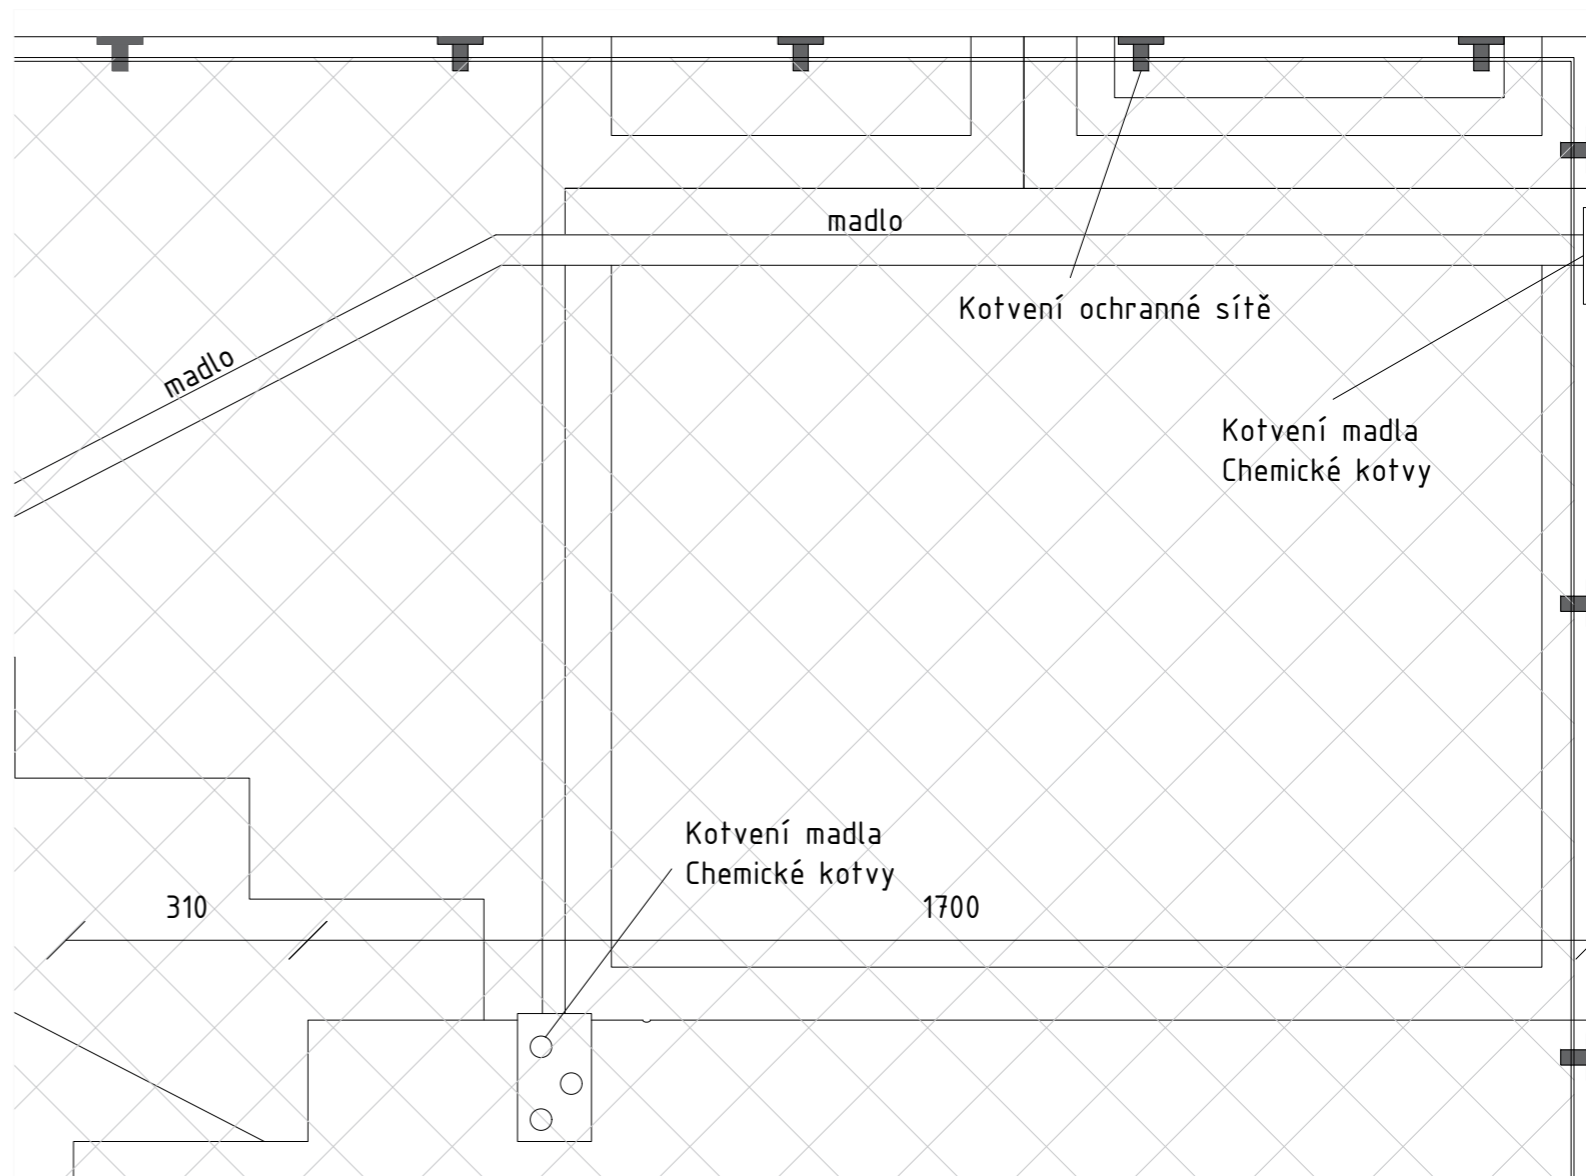 madlo
Kotvení ochranné sítě
madlo
Kotvení madla
Chemické kotvy
Kotvení madla
Chemické kotvy
310
1700